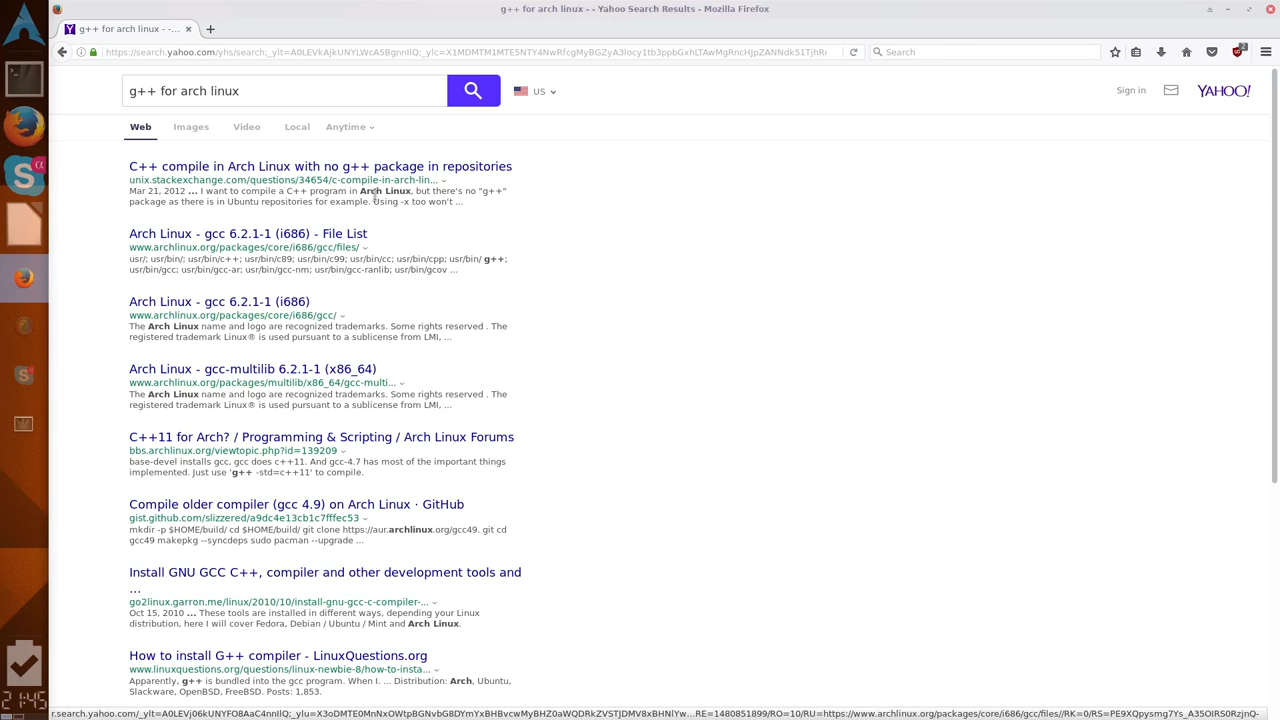 g++ for arch linux - - Yahoo Search Results - Mozilla Firefox
g++ for arch linux - -...
Search
2
g++ for arch linux
US
Sign in
YAHOO!
Web
Images
Video
Local
Anytime
C++ compile in Arch Linux with no g++ package in repositories
unix.stackexchange.com/questions/34654/c-compile-in-arch-lin...
Mar 21, 2012 ... I want to compile a C++ program in Arch Linux, but there's no "g++"
package as there is in Ubuntu repositories for example. Using -x too won't ...
Arch Linux - gcc 6.2.1-1 (i686) - File List
www.archlinux.org/packages/core/i686/gcc/files/
usr/; usr/bin/; usr/bin/c++; usr/bin/c89; usr/bin/c99; usr/bin/cc; usr/bin/cpp; usr/bin/ g++;
usr/bin/gcc; usr/bin/gcc-ar; usr/bin/gcc-nm; usr/bin/gcc-ranlib; usr/bin/gcov ...
Arch Linux - gcc 6.2.1-1 (i686)
www.archlinux.org/packages/core/i686/gcc/
The Arch Linux name and logo are recognized trademarks. Some rights reserved . The
registered trademark Linux® is used pursuant to a sublicense from LMI, ...
Arch Linux - gcc-multilib 6.2.1-1 (x86_64)
www.archlinux.org/packages/multilib/x86_64/gcc-multi...
The Arch Linux name and logo are recognized trademarks. Some rights reserved . The
registered trademark Linux® is used pursuant to a sublicense from LMI, ...
C++11 for Arch? / Programming & Scripting / Arch Linux Forums
bbs.archlinux.org/viewtopic.php?id=139209
base-devel installs gcc, gcc does c++11. And gcc-4.7 has most of the important things
implemented. Just use 'g++ -std=c++11' to compile.
Compile older compiler (gcc 4.9) on Arch Linux · GitHub
gist.github.com/slizzered/a9dc4e13cb1c7fffec53
mkdir -p $HOME/build/ cd $HOME/build/ git clone https://aur.archlinux.org/gcc49. git cd
gcc49 makepkg --syncdeps sudo pacman --upgrade ...
Install GNU GCC C++, compiler and other development tools and
...
go2linux.garron.me/linux/2010/10/install-gnu-gcc-c-compiler-...
Oct 15, 2010 ... These tools are installed in different ways, depending your Linux
distribution, here I will cover Fedora, Debian / Ubuntu / Mint and Arch Linux.
How to install G++ compiler - LinuxQuestions.org
www.linuxquestions.org/questions/linux-newbie-8/how-to-insta...
Apparently, g++ is bundled into the gcc program. When I. ... Distribution: Arch, Ubuntu,
Slackware, OpenBSD, FreeBSD. Posts: 1,853.
21:45